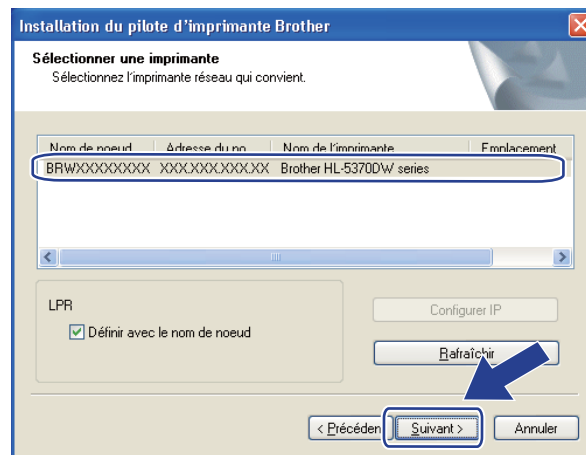 Installation du pilote d'imprimante Brother
Sélectionner une imprimante
Sélectionnez l'imprimante réseau qui convient.
Nom de noeud Adresse du no Nom de l'imprimante Emplacement
BRWXXXXXXXX XXX.XXX.XXX.XX Brother HL-5370DW series
LPR
Définir avec le nom de noeud
Configurer IP
Rafraîchir
< Précéden Suivant > Annuler